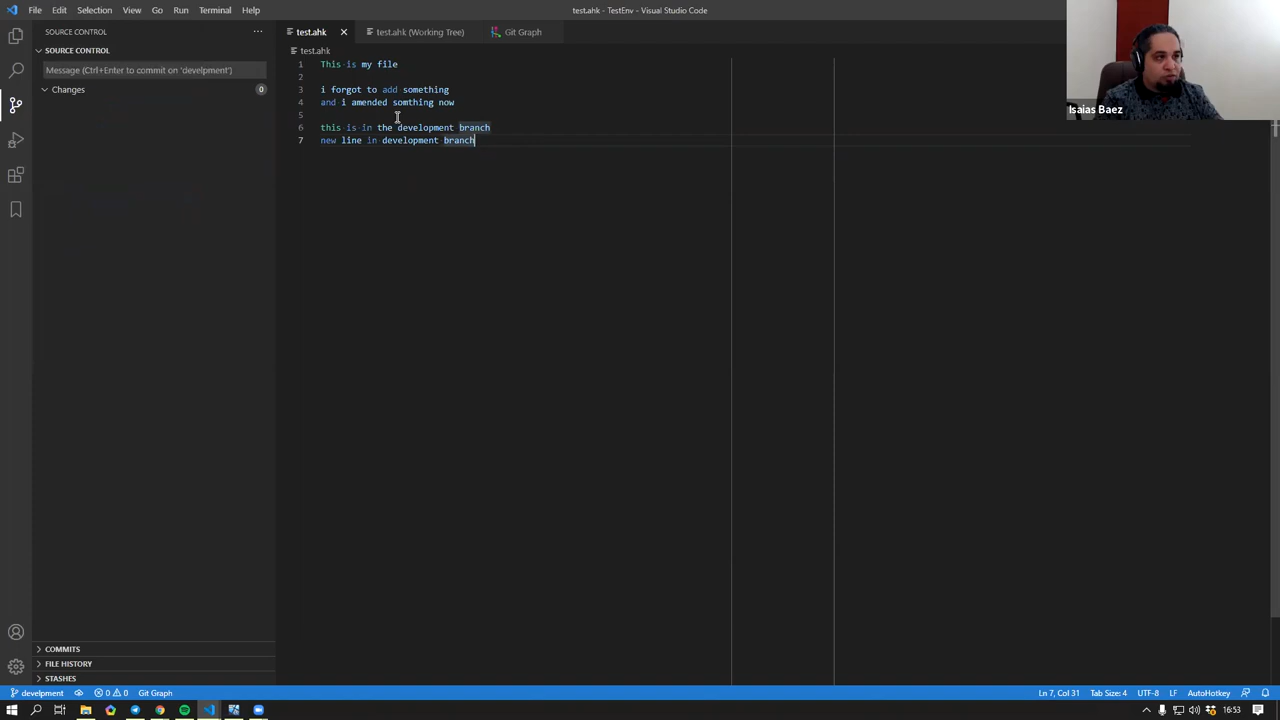 File Edit Selection View Go Run Terminal Help
test.ahk - TestEnv - Visual Studio Code
SOURCE CONTROL
SOURCE CONTROL
Message (Ctrl+Enter to commit on 'develpment')
Changes 0
test.ahk
test.ahk (Working Tree)
Git Graph
test.ahk
1 This is my file
2
3 i forgot to add something
4 and i amended somthing now
5
6 this is in the development branch
7 new line in development branch
Isaias Baez
COMMITS
FILE HISTORY
STASHES
develpment 0 0 Git Graph
Ln 7, Col 31 Tab Size: 4 UTF-8 LF AutoHotkey
16:53